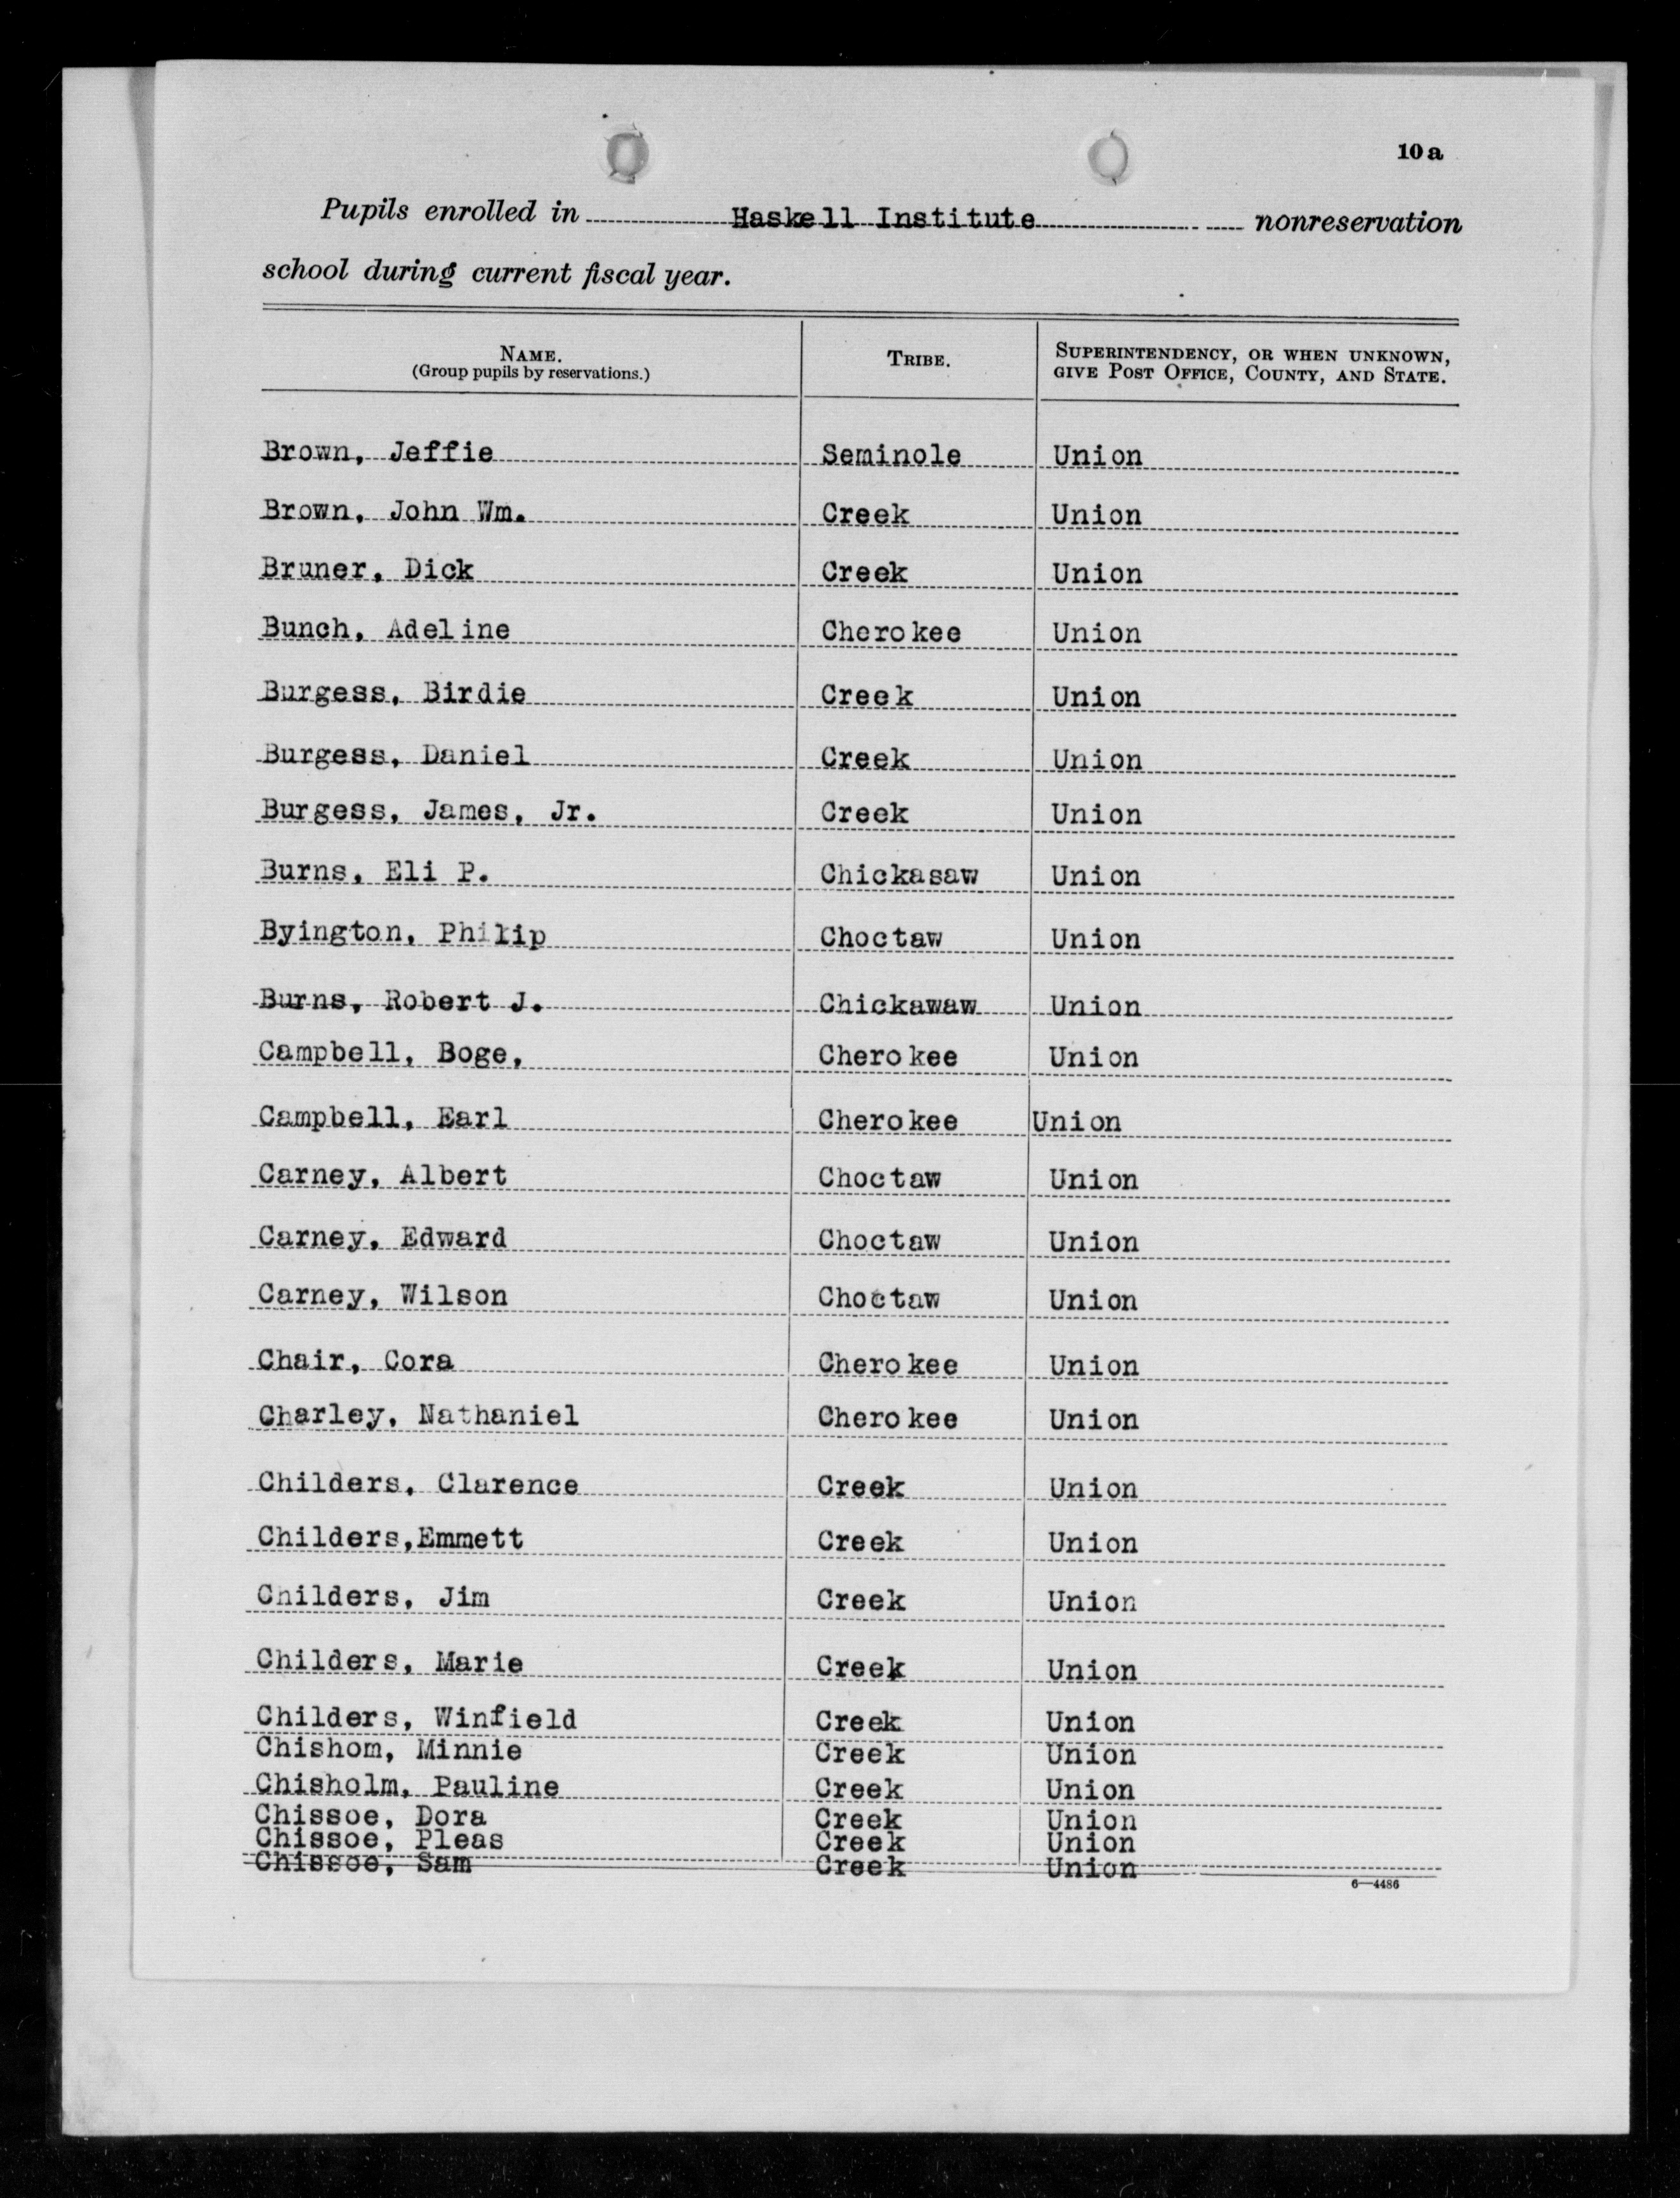 10 a
Pupils enrolled in Haskell Institute nonreservation
school during current fiscal year.
NAME. TRIBE. SUPERINTENDENCY, OR WHEN UNKNOWN,
(Group pupils by reservations.) GIVE POST OFFICE, COUNTY, AND STATE.
Brown, Jeffie Seminole Union
Brown, John Wm. Creek Union
Bruner, Dick Creek Union
Bunch, Adeline Cherokee Union
Burgess, Birdie Creek Union
Burgess, Daniel Creek Union
Burgess, James, Jr. Creek Union
Burns, Eli P. Chickasaw Union
Byington, Philip Choctaw Union
Burns, Robert J. Chickawaw Union
Campbell, Boge, Cherokee Union
Campbell, Earl Cherokee Union
Carney, Albert Choctaw Union
Carney, Edward Choctaw Union
Carney, Wilson Choctaw Union
Chair, Cora Cherokee Union
Charley, Nathaniel Cherokee Union
Childers, Clarence Creek Union
Childers,Emmett Creek Union
Childers, Jim Creek Union
Childers, Marie Creek Union
Childers, Winfield Creek Union
Chishom, Minnie Creek Union
Chisholm, Pauline Creek Union
Chissoe, Dora Creek Union
Chissoe, Pleas Creek Union
Chissoe, Sam Creek Union
6—4486